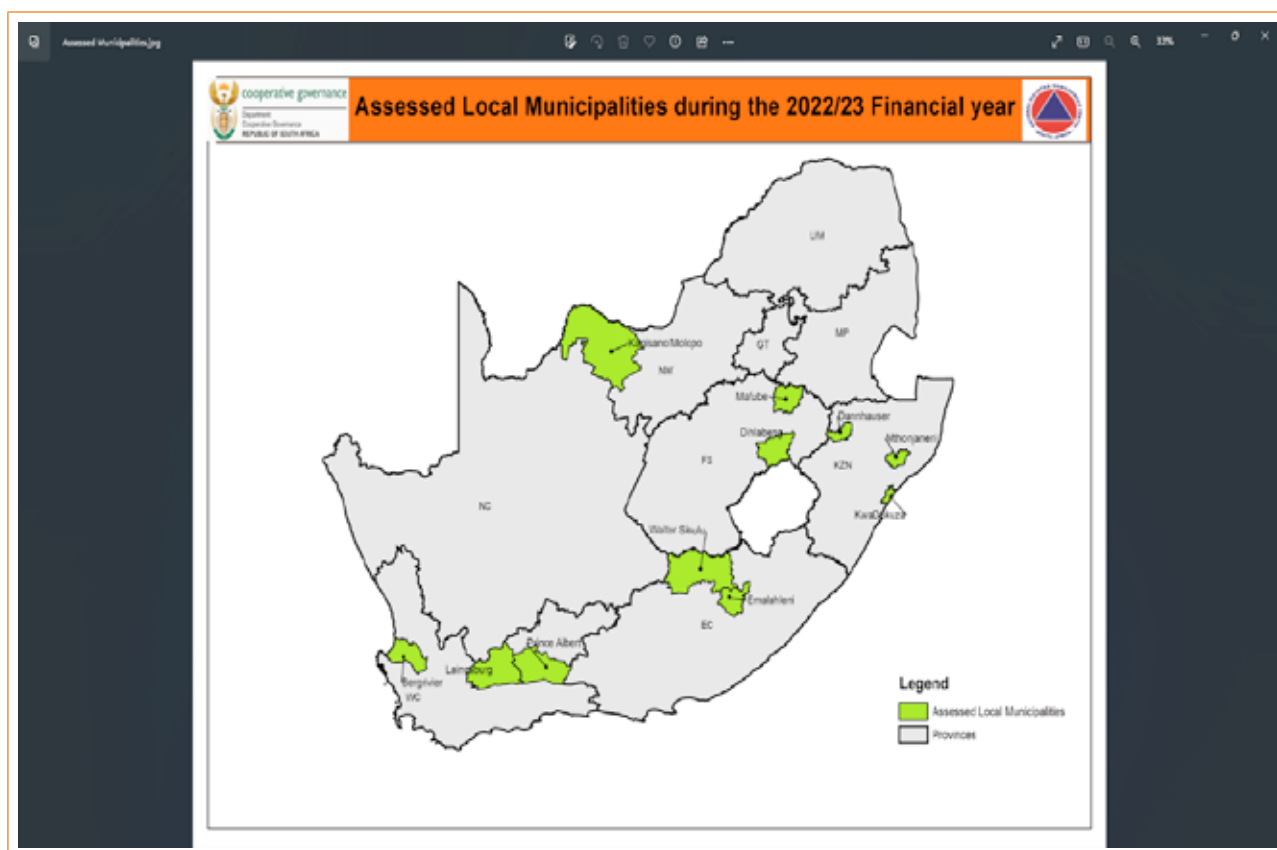 Assessed Municipalities.jpg
33%
cooperative governance
Department
Cooperative Governance
REPUBLIC OF SOUTH AFRICA
Assessed Local Municipalities during the 2022/23 Financial year
LIM
MP
GT
Kagisano/Molopo
NW
Mafube
Dannhauser
Dihlabeng
Mthonjaneni
FS
KZN
NC
KwaDukuza
Walter Sisulu
Emalahleni
EC
Prince Albert
Laingsburg
Bergrivier
WC
Legend
Assessed Local Municipalities
Provinces